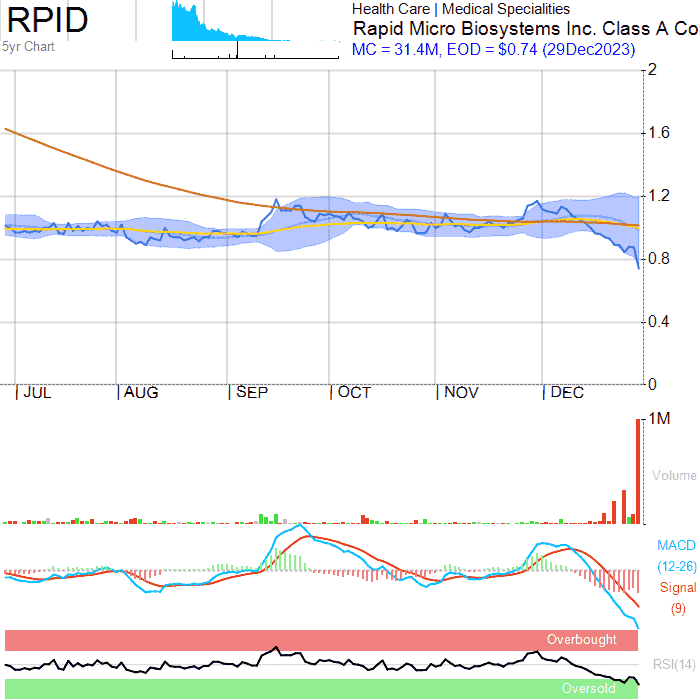 RPID
5yr Chart
Health Care | Medical Specialities
Rapid Micro Biosystems Inc. Class A Co
MC = 31.4M, EOD = $0.74 (29Dec2023)
2
1.6
1.2
0.8
0.4
0
JUL
AUG
SEP
OCT
NOV
DEC
1M
Volume
MACD
(12-26)
Signal
(9)
Overbought
RSI(14)
Oversold